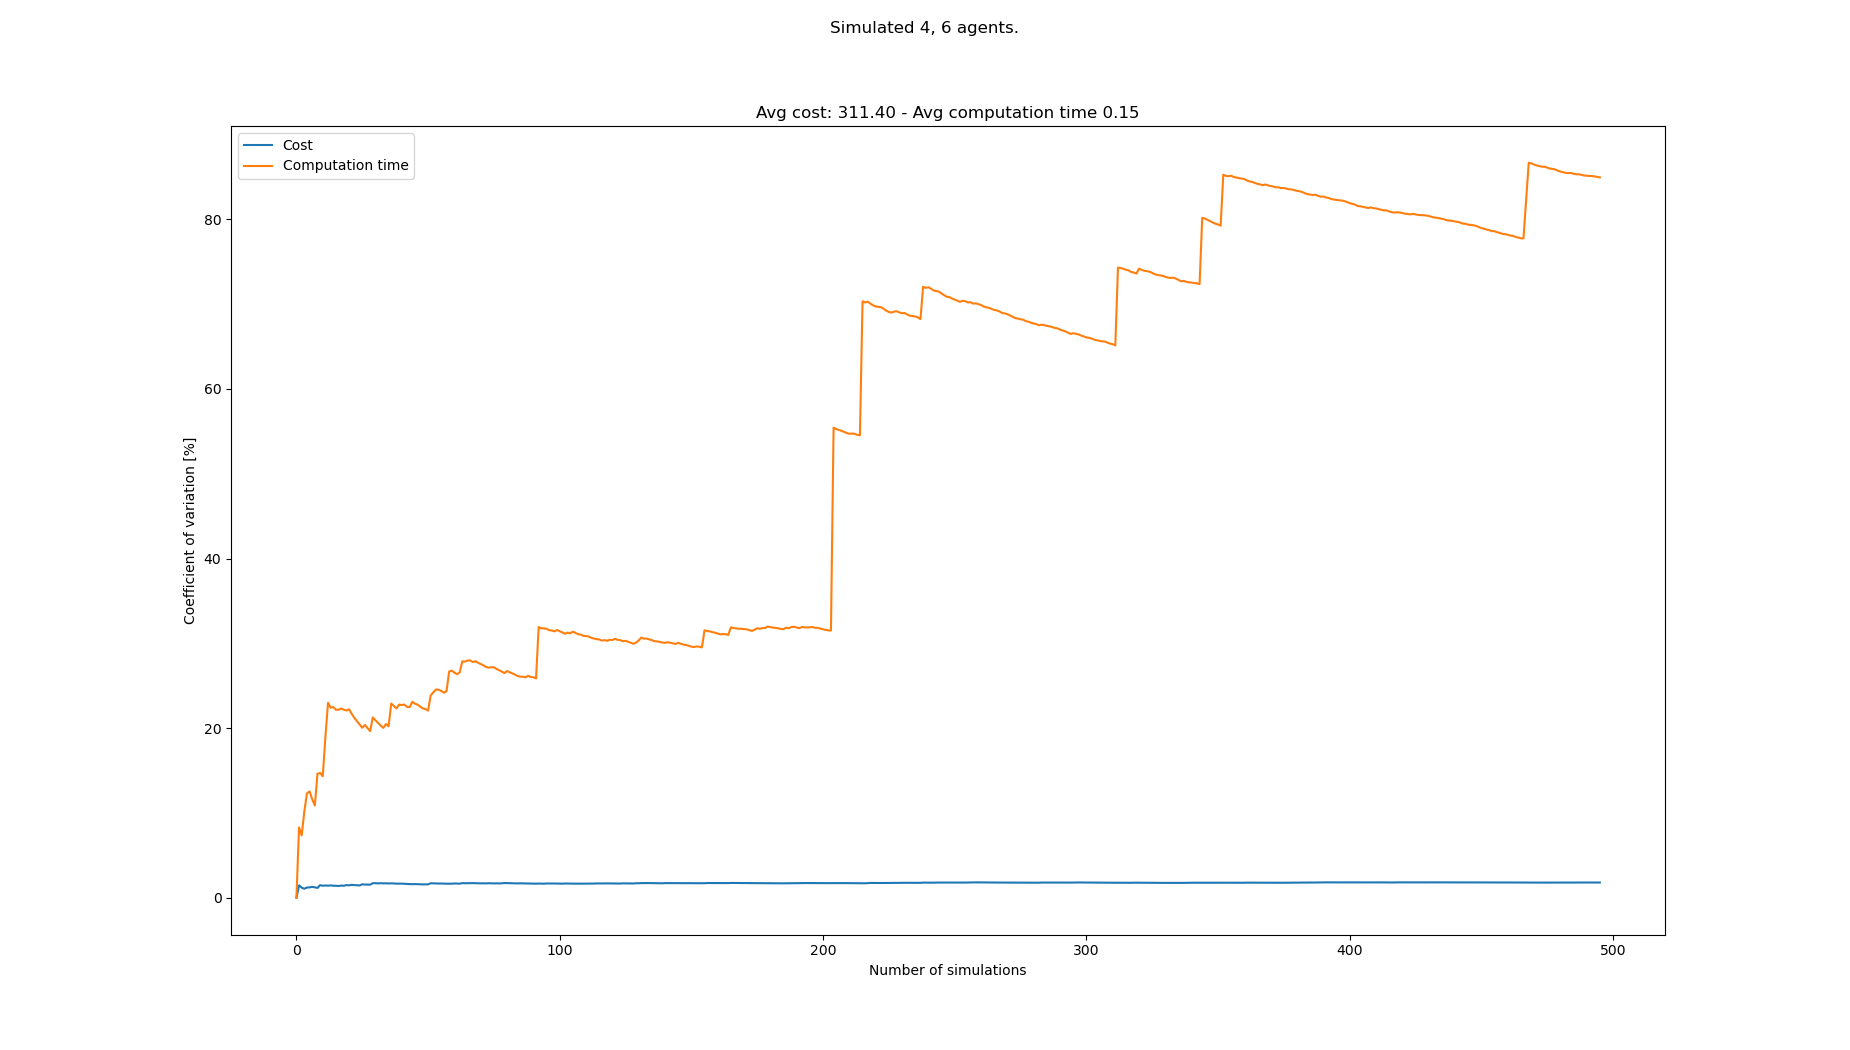 Simulated 4, 6 agents.
Avg cost: 311.40 - Avg computation time 0.15
Cost
Computation time
80
60
40
20
0
Coefficient of variation [%]
0 100 200 300 400 500
Number of simulations